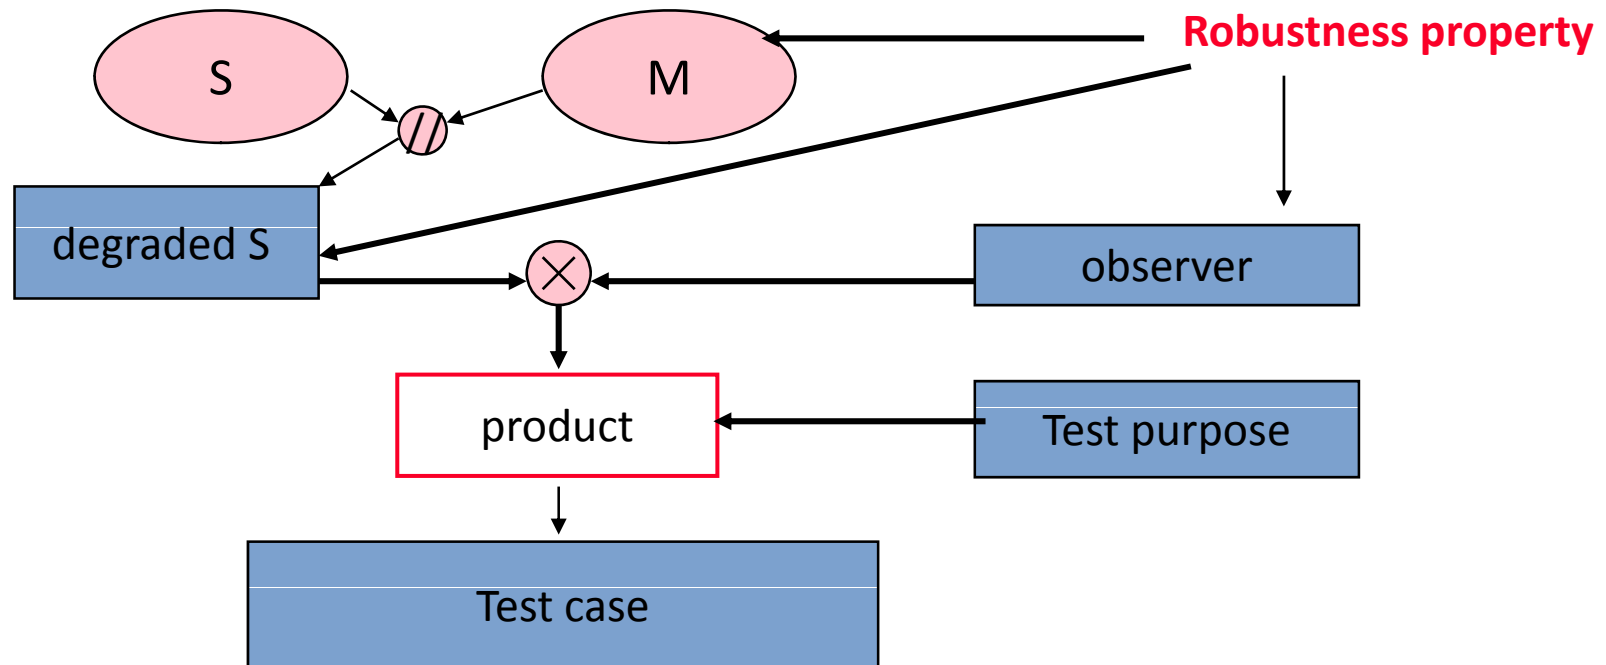 Robustness property
S
M
//
degraded S
observer
product
Test purpose
Test case